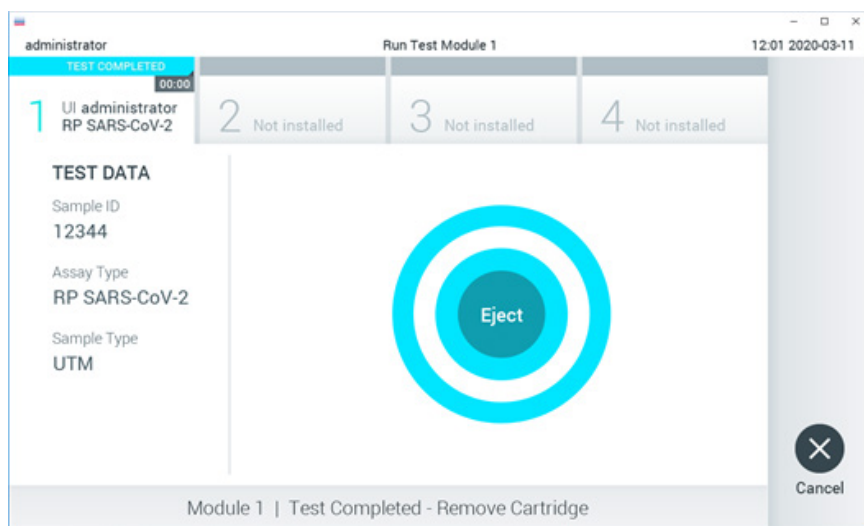 administrator
Run Test Module 1
12:01 2020-03-11
TEST COMPLETED
00:00
1
UI administrator
RP SARS-CoV-2
2 Not installed
3 Not installed
4 Not installed
TEST DATA
Sample ID
12344
Assay Type
RP SARS-CoV-2
Sample Type
UTM
Eject
Cancel
Module 1 | Test Completed - Remove Cartridge